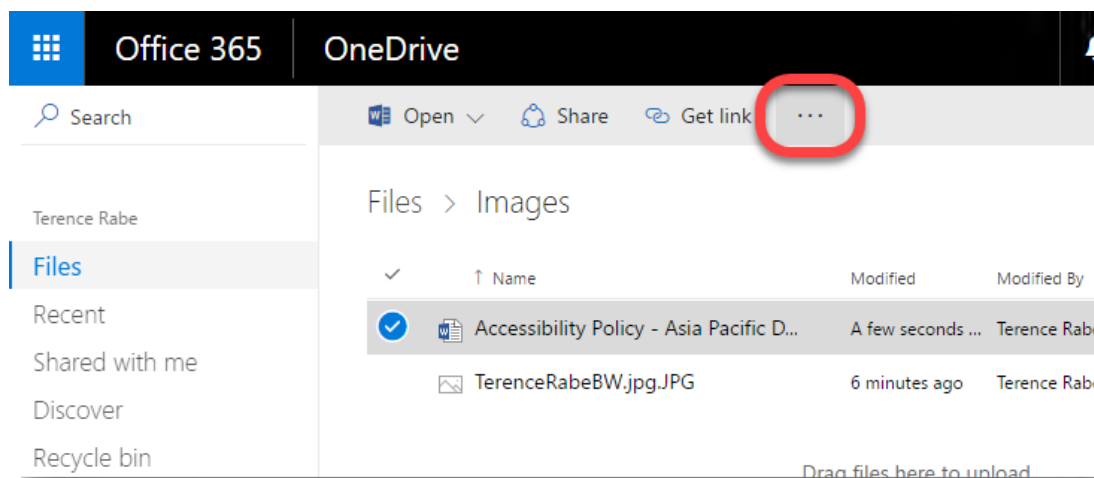 Office 365 OneDrive
Search
Open Share Get link ...
Files > Images
Terence Rabe
Files
Recent
Shared with me
Discover
Recycle bin
↑ Name Modified Modified By
Accessibility Policy - Asia Pacific D... A few seconds ... Terence Rabe
TerenceRabeBW.jpg.JPG 6 minutes ago Terence Rabe
Drag files here to upload